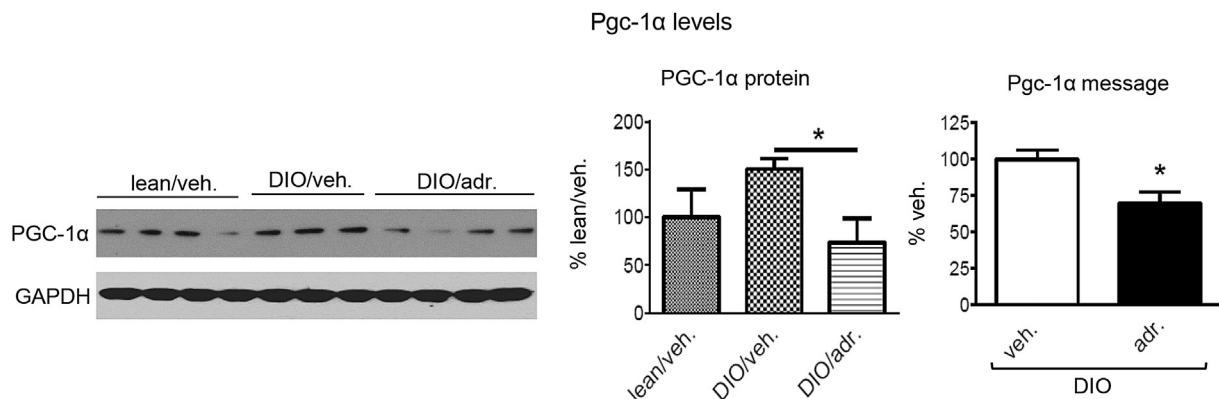 Pgc-1α levels
lean/veh. DIO/veh. DIO/adr.
PGC-1α
GAPDH
PGC-1α protein
% lean/veh.
200
150
100
50
0
*
lean/veh.
DIO/veh.
DIO/adr.
Pgc-1α message
% veh.
125
100
75
50
25
0
*
veh.
adr.
DIO